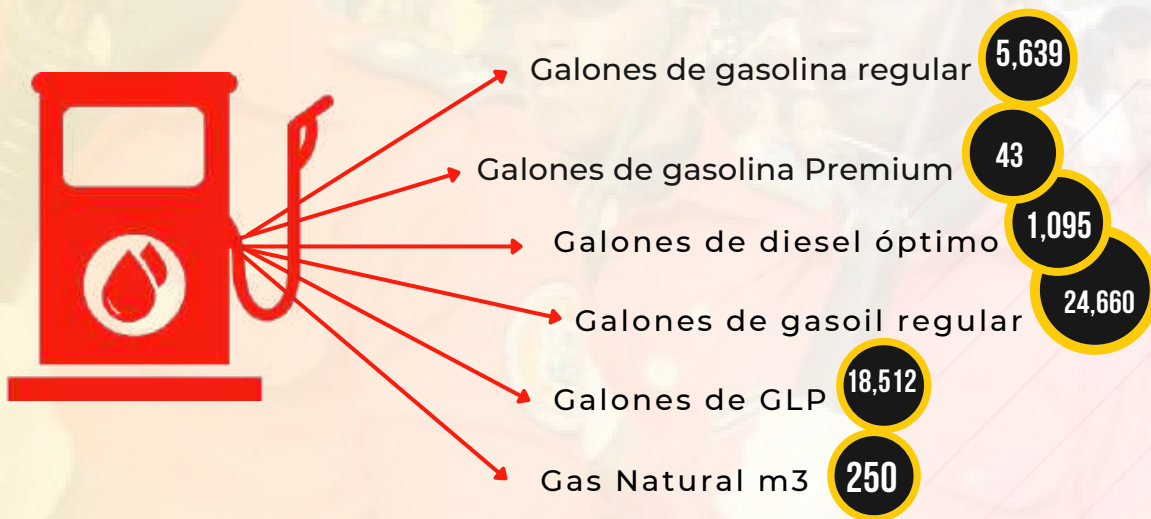 Galones de gasolina regular 5,639
Galones de gasolina Premium 43
Galones de diesel óptimo 1,095
Galones de gasoil regular 24,660
Galones de GLP 18,512
Gas Natural m3 250